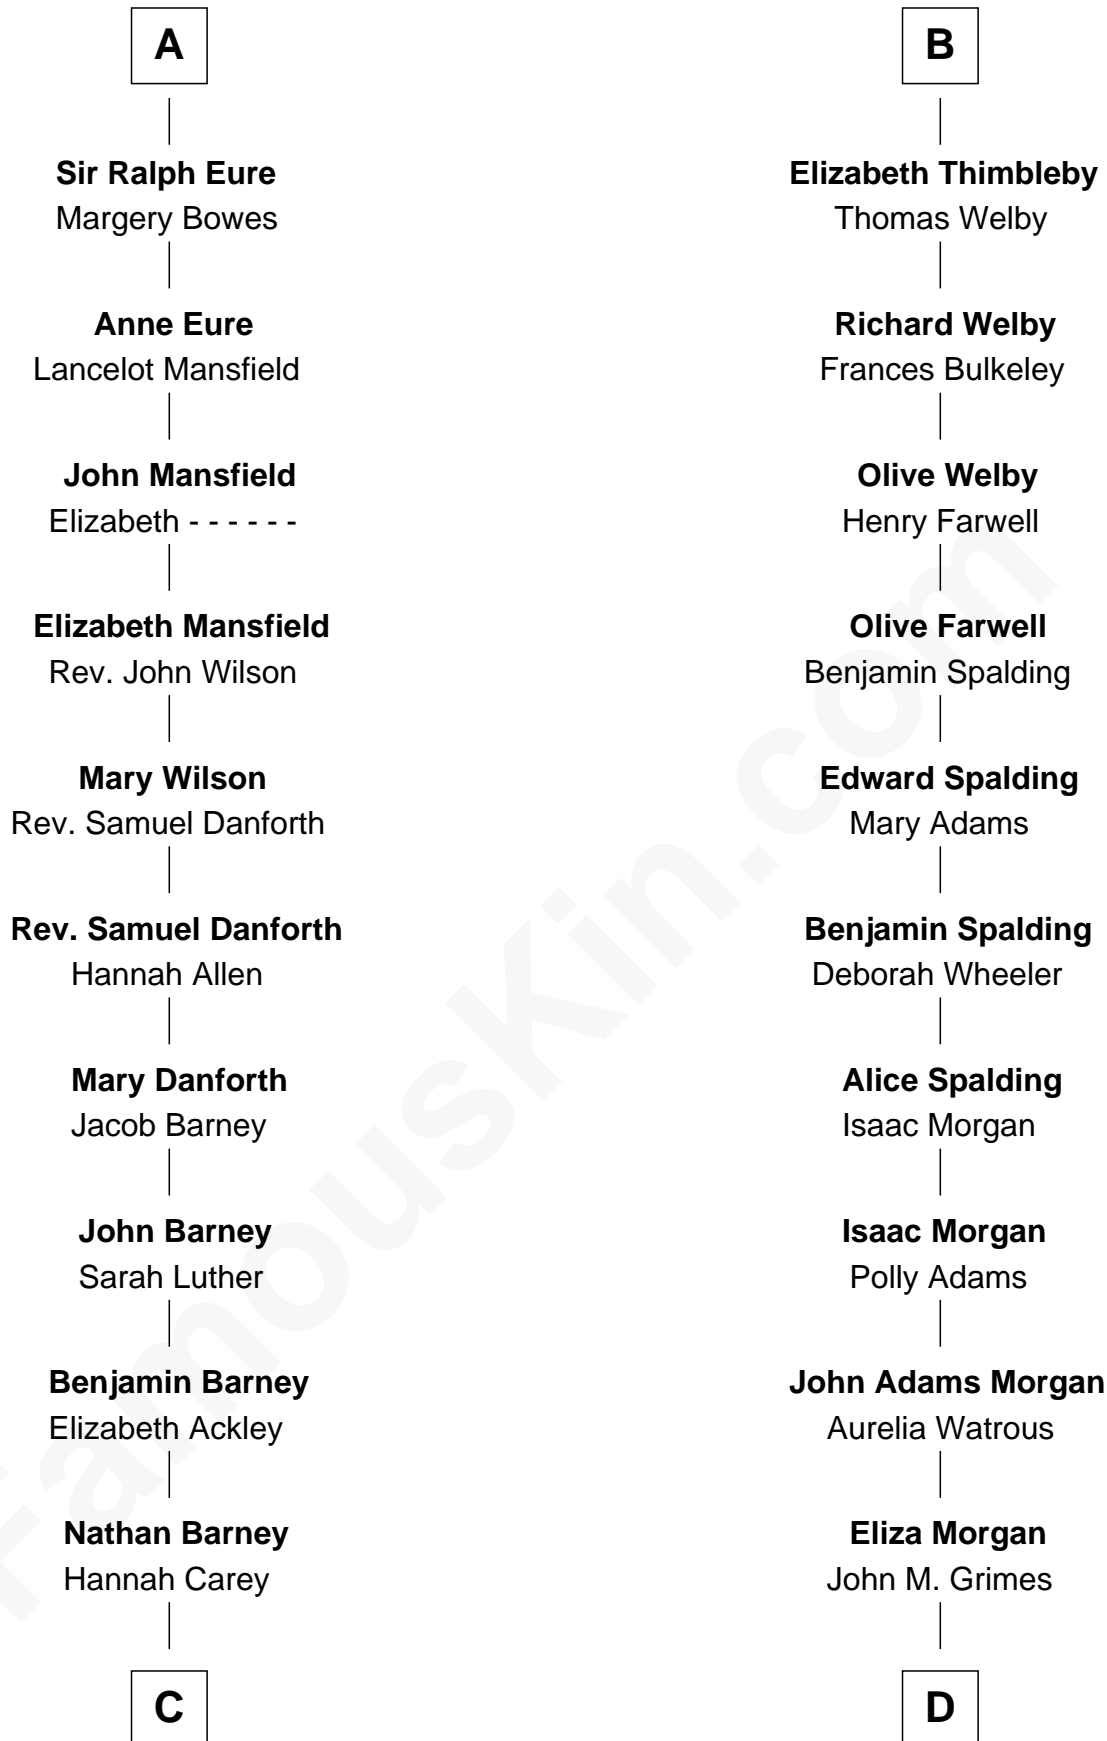 A
Sir Ralph Eure
Margery Bowes
Anne Eure
Lancelot Mansfield
John Mansfield
Elizabeth - - - - - -
Elizabeth Mansfield
Rev. John Wilson
Mary Wilson
Rev. Samuel Danforth
Rev. Samuel Danforth
Hannah Allen
Mary Danforth
Jacob Barney
John Barney
Sarah Luther
Benjamin Barney
Elizabeth Ackley
Nathan Barney
Hannah Carey
C
B
Elizabeth Thimbleby
Thomas Welby
Richard Welby
Frances Bulkeley
Olive Welby
Henry Farwell
Olive Farwell
Benjamin Spalding
Edward Spalding
Mary Adams
Benjamin Spalding
Deborah Wheeler
Alice Spalding
Isaac Morgan
Isaac Morgan
Polly Adams
John Adams Morgan
Aurelia Watrous
Eliza Morgan
John M. Grimes
D
FamousKin.com